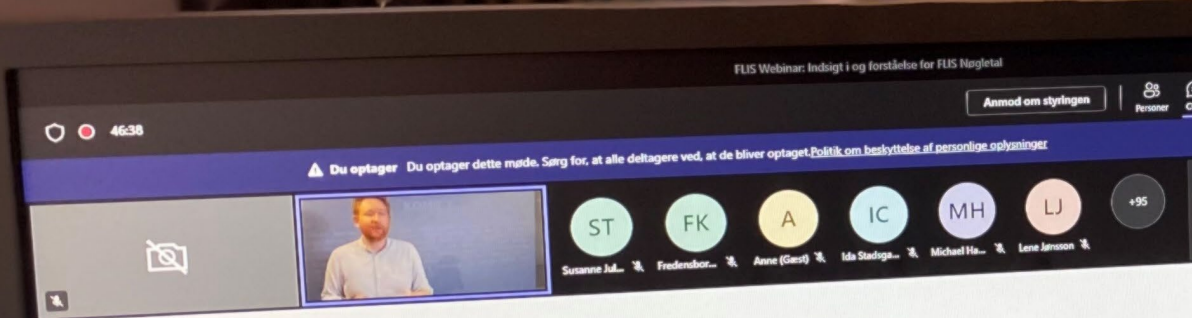 FLIS Webinar: Indsigt i og forståelse for FLIS Nøgletal
Anmod om styringen
Personer
46:38
Du optager Du optager dette møde. Sørg for, at alle deltagere ved, at de bliver optaget.Politik om beskyttelse af personlige oplysninger
ST FK A IC MH LJ +95
Susanne Jul... Fredensbor... Anne (Gæst) Ida Stadsga... Michael Ha... Lene Jønsson